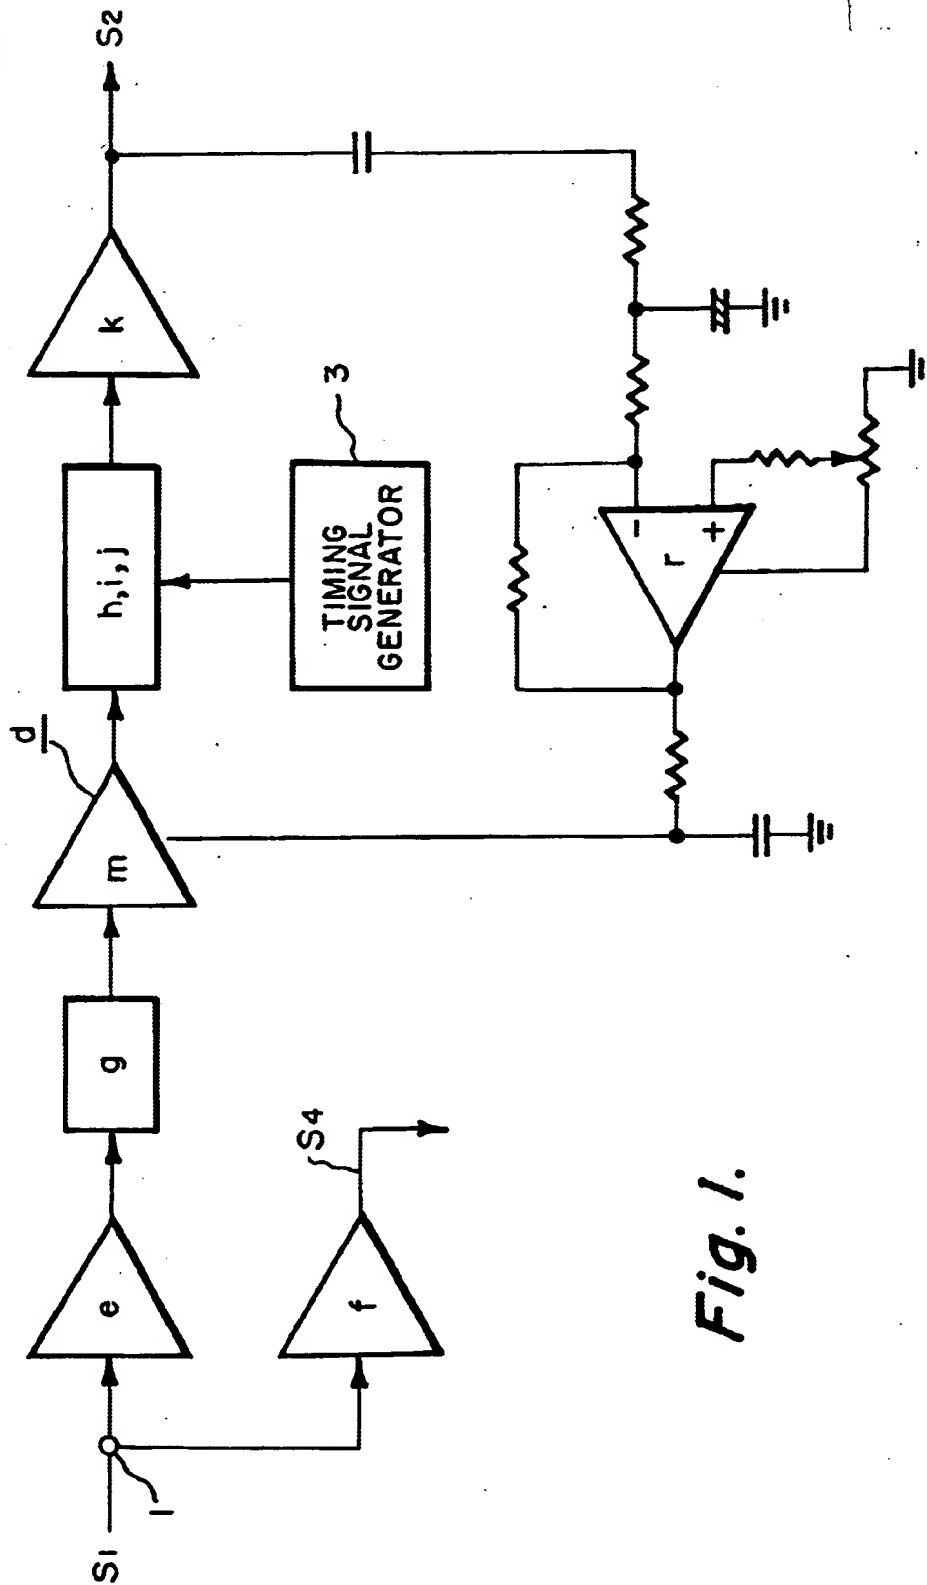 S1
1
e
f
S4
g
m
d
h, i, j
TIMING
SIGNAL
GENERATOR
3
k
S2
-
+
r
Fig. 1.